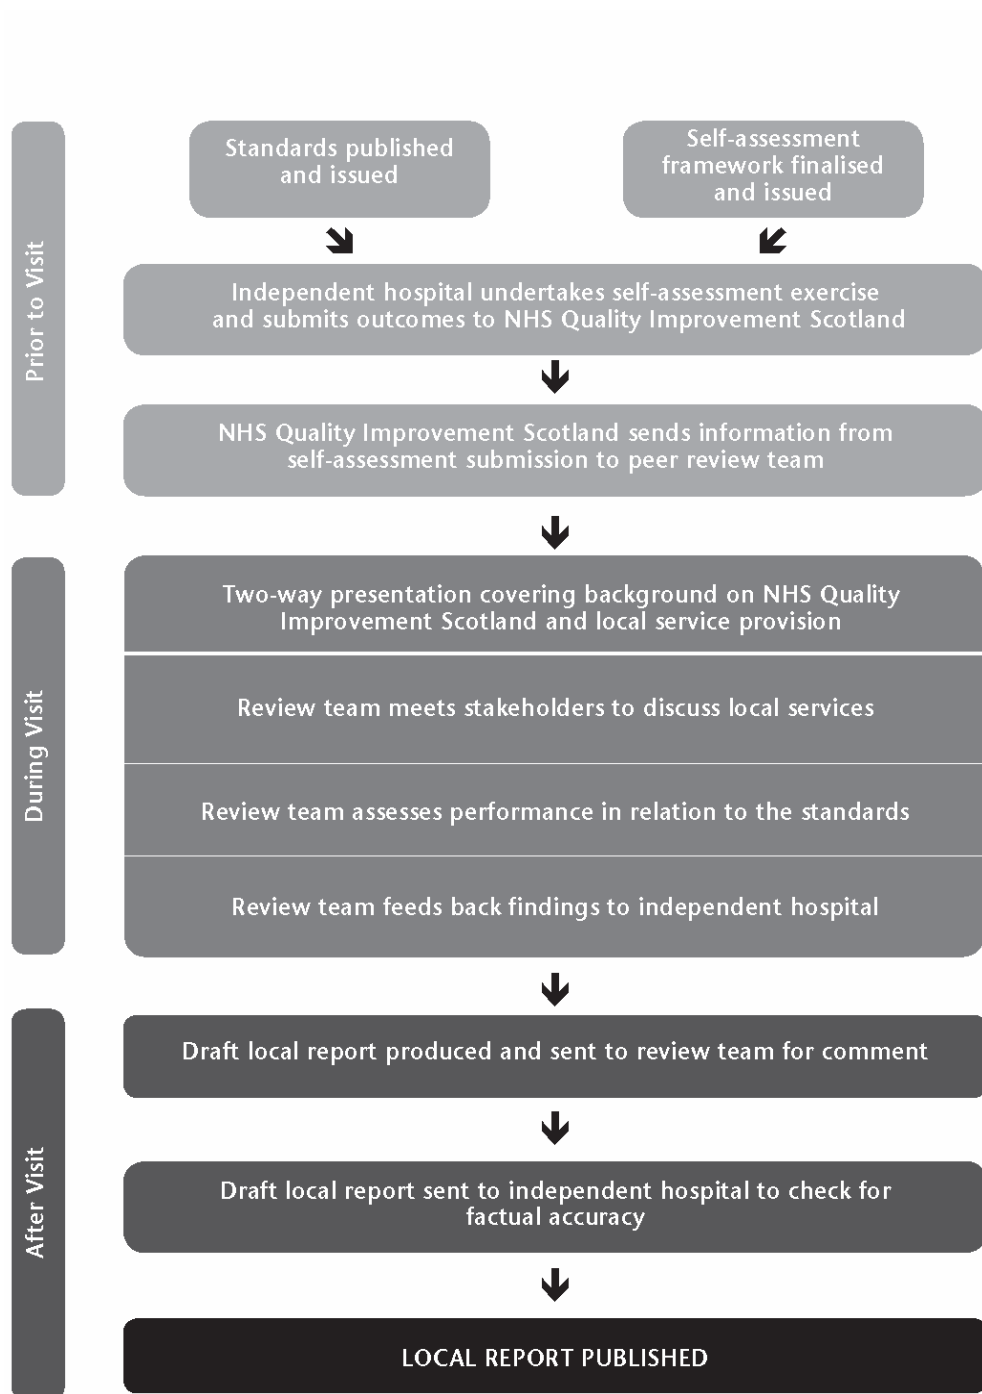 Prior to Visit
Standards published
and issued
Self-assessment
framework finalised
and issued
Independent hospital undertakes self-assessment exercise
and submits outcomes to NHS Quality Improvement Scotland
NHS Quality Improvement Scotland sends information from
self-assessment submission to peer review team
During Visit
Two-way presentation covering background on NHS Quality
Improvement Scotland and local service provision
Review team meets stakeholders to discuss local services
Review team assesses performance in relation to the standards
Review team feeds back findings to independent hospital
After Visit
Draft local report produced and sent to review team for comment
Draft local report sent to independent hospital to check for
factual accuracy
LOCAL REPORT PUBLISHED